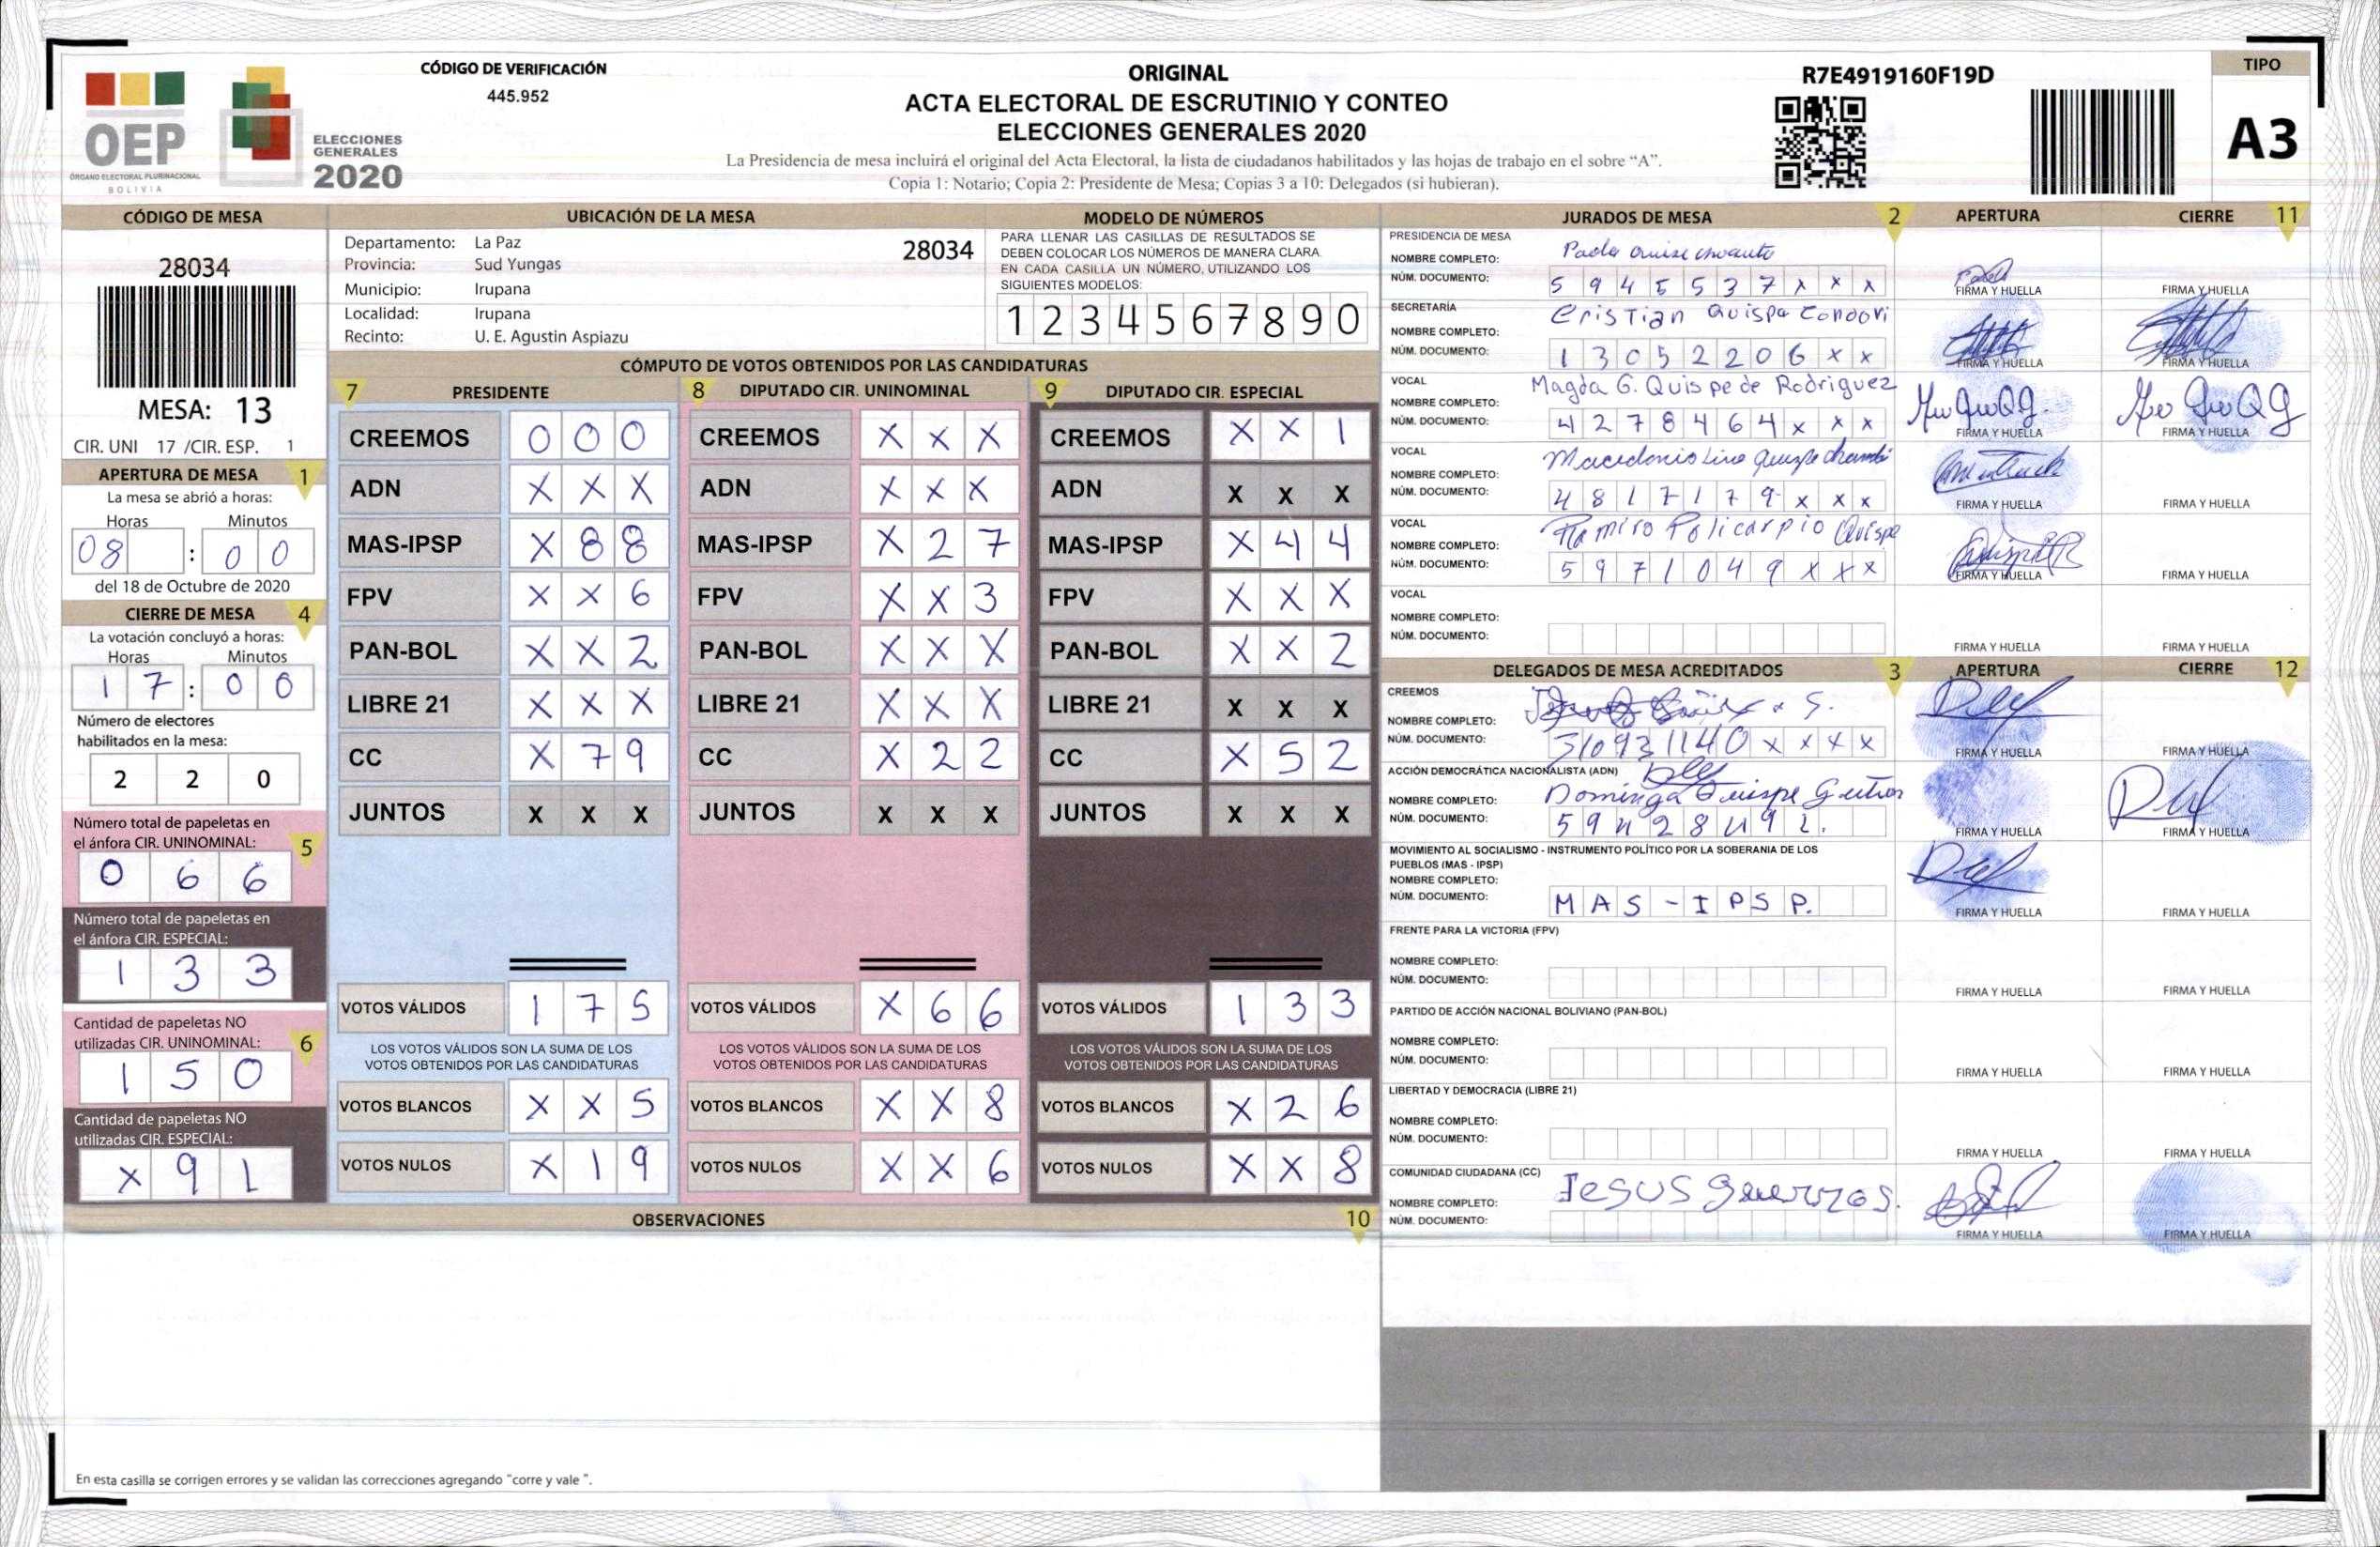 OEP
ÓRGANO ELECTORAL PLURINACIONAL
BOLIVIA
ELECCIONES
GENERALES
2020
CÓDIGO DE VERIFICACIÓN
445.952
ORIGINAL
ACTA ELECTORAL DE ESCRUTINIO Y CONTEO
ELECCIONES GENERALES 2020
La Presidencia de mesa incluirá el original del Acta Electoral, la lista de ciudadanos habilitados y las hojas de trabajo en el sobre “A”.
Copia 1: Notario; Copia 2: Presidente de Mesa; Copias 3 a 10: Delegados (si hubieran).
R7E4919160F19D
TIPO
A3
CÓDIGO DE MESA
28034
MESA: 13
CIR. UNI 17 /CIR. ESP. 1
APERTURA DE MESA 1
La mesa se abrió a horas:
Horas Minutos
08 : 00
del 18 de Octubre de 2020
CIERRE DE MESA 4
La votación concluyó a horas:
Horas Minutos
17 : 00
Número de electores
habilitados en la mesa:
2 2 0
Número total de papeletas en
el ánfora CIR. UNINOMINAL: 5
0 6 6
Número total de papeletas en
el ánfora CIR. ESPECIAL:
1 3 3
Cantidad de papeletas NO
utilizadas CIR. UNINOMINAL: 6
1 5 0
Cantidad de papeletas NO
utilizadas CIR. ESPECIAL:
X 9 1
UBICACIÓN DE LA MESA
Departamento: La Paz 28034
Provincia: Sud Yungas
Municipio: Irupana
Localidad: Irupana
Recinto: U. E. Agustin Aspiazu
MODELO DE NÚMEROS
PARA LLENAR LAS CASILLAS DE RESULTADOS SE
DEBEN COLOCAR LOS NÚMEROS DE MANERA CLARA
EN CADA CASILLA UN NÚMERO, UTILIZANDO LOS
SIGUIENTES MODELOS:
1 2 3 4 5 6 7 8 9 0
CÓMPUTO DE VOTOS OBTENIDOS POR LAS CANDIDATURAS
7 PRESIDENTE 8 DIPUTADO CIR. UNINOMINAL 9 DIPUTADO CIR. ESPECIAL
CREEMOS 0 0 0 CREEMOS X X X CREEMOS X X 1
ADN X X X ADN X X X ADN X X X
MAS-IPSP X 8 8 MAS-IPSP X 2 7 MAS-IPSP X 4 4
FPV X X 6 FPV X X 3 FPV X X X
PAN-BOL X X 2 PAN-BOL X X X PAN-BOL X X 2
LIBRE 21 X X X LIBRE 21 X X X LIBRE 21 X X X
CC X 7 9 CC X 2 2 CC X 5 2
JUNTOS X X X JUNTOS X X X JUNTOS X X X
VOTOS VÁLIDOS 1 7 5 VOTOS VÁLIDOS X 6 6 VOTOS VÁLIDOS 1 3 3
LOS VOTOS VÁLIDOS SON LA SUMA DE LOS LOS VOTOS VÁLIDOS SON LA SUMA DE LOS LOS VOTOS VÁLIDOS SON LA SUMA DE LOS
VOTOS OBTENIDOS POR LAS CANDIDATURAS VOTOS OBTENIDOS POR LAS CANDIDATURAS VOTOS OBTENIDOS POR LAS CANDIDATURAS
VOTOS BLANCOS X X 5 VOTOS BLANCOS X X 8 VOTOS BLANCOS X 2 6
VOTOS NULOS X 1 9 VOTOS NULOS X X 6 VOTOS NULOS X X 8
OBSERVACIONES 10
En esta casilla se corrigen errores y se validan las correcciones agregando "corre y vale ".
JURADOS DE MESA 2 APERTURA CIERRE 11
PRESIDENCIA DE MESA
NOMBRE COMPLETO:
NÚM. DOCUMENTO: 5 9 4 5 5 3 7 X X X
FIRMA Y HUELLA FIRMA Y HUELLA
SECRETARÍA
NOMBRE COMPLETO: Cristian Quispe Condori
NÚM. DOCUMENTO: 1 3 0 5 2 2 0 6 X X
FIRMA Y HUELLA FIRMA Y HUELLA
VOCAL
NOMBRE COMPLETO: Magda G. Quispe de Rodriguez
NÚM. DOCUMENTO: 4 2 7 8 4 6 4 X X X
FIRMA Y HUELLA FIRMA Y HUELLA
VOCAL
NOMBRE COMPLETO: Macedonio Quispe
NÚM. DOCUMENTO: 4 8 1 7 1 7 9 X X X
FIRMA Y HUELLA FIRMA Y HUELLA
VOCAL
NOMBRE COMPLETO: Ramiro Policarpio Quispe
NÚM. DOCUMENTO: 5 9 7 1 0 4 9 X X X
FIRMA Y HUELLA FIRMA Y HUELLA
VOCAL
NOMBRE COMPLETO:
NÚM. DOCUMENTO:
FIRMA Y HUELLA FIRMA Y HUELLA
DELEGADOS DE MESA ACREDITADOS 3 APERTURA CIERRE 12
CREEMOS
NOMBRE COMPLETO:
NÚM. DOCUMENTO:
FIRMA Y HUELLA FIRMA Y HUELLA
ACCIÓN DEMOCRÁTICA NACIONALISTA (ADN)
NOMBRE COMPLETO: Dominga Quispe
NÚM. DOCUMENTO:
FIRMA Y HUELLA FIRMA Y HUELLA
MOVIMIENTO AL SOCIALISMO - INSTRUMENTO POLÍTICO POR LA SOBERANIA DE LOS
PUEBLOS (MAS - IPSP)
NOMBRE COMPLETO:
NÚM. DOCUMENTO: M A S - I P S P.
FIRMA Y HUELLA FIRMA Y HUELLA
FRENTE PARA LA VICTORIA (FPV)
NOMBRE COMPLETO:
NÚM. DOCUMENTO:
FIRMA Y HUELLA FIRMA Y HUELLA
PARTIDO DE ACCIÓN NACIONAL BOLIVIANO (PAN-BOL)
NOMBRE COMPLETO:
NÚM. DOCUMENTO:
FIRMA Y HUELLA FIRMA Y HUELLA
LIBERTAD Y DEMOCRACIA (LIBRE 21)
NOMBRE COMPLETO:
NÚM. DOCUMENTO:
FIRMA Y HUELLA FIRMA Y HUELLA
COMUNIDAD CIUDADANA (CC)
NOMBRE COMPLETO: Jesus
NÚM. DOCUMENTO:
FIRMA Y HUELLA FIRMA Y HUELLA